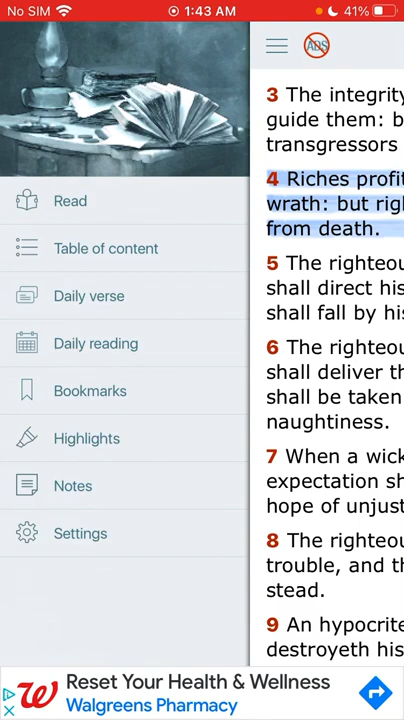 No SIM 1:43 AM 41%
ADS
Read
Table of content
Daily verse
Daily reading
Bookmarks
Highlights
Notes
Settings
3 The integrity
guide them: b
transgressors
4 Riches profit
wrath: but rig
from death.
5 The righteou
shall direct his
shall fall by his
6 The righteou
shall deliver th
shall be taken
naughtiness.
7 When a wick
expectation sh
hope of unjust
8 The righteou
trouble, and th
stead.
9 An hypocrite
destroyeth his
Reset Your Health & Wellness
Walgreens Pharmacy